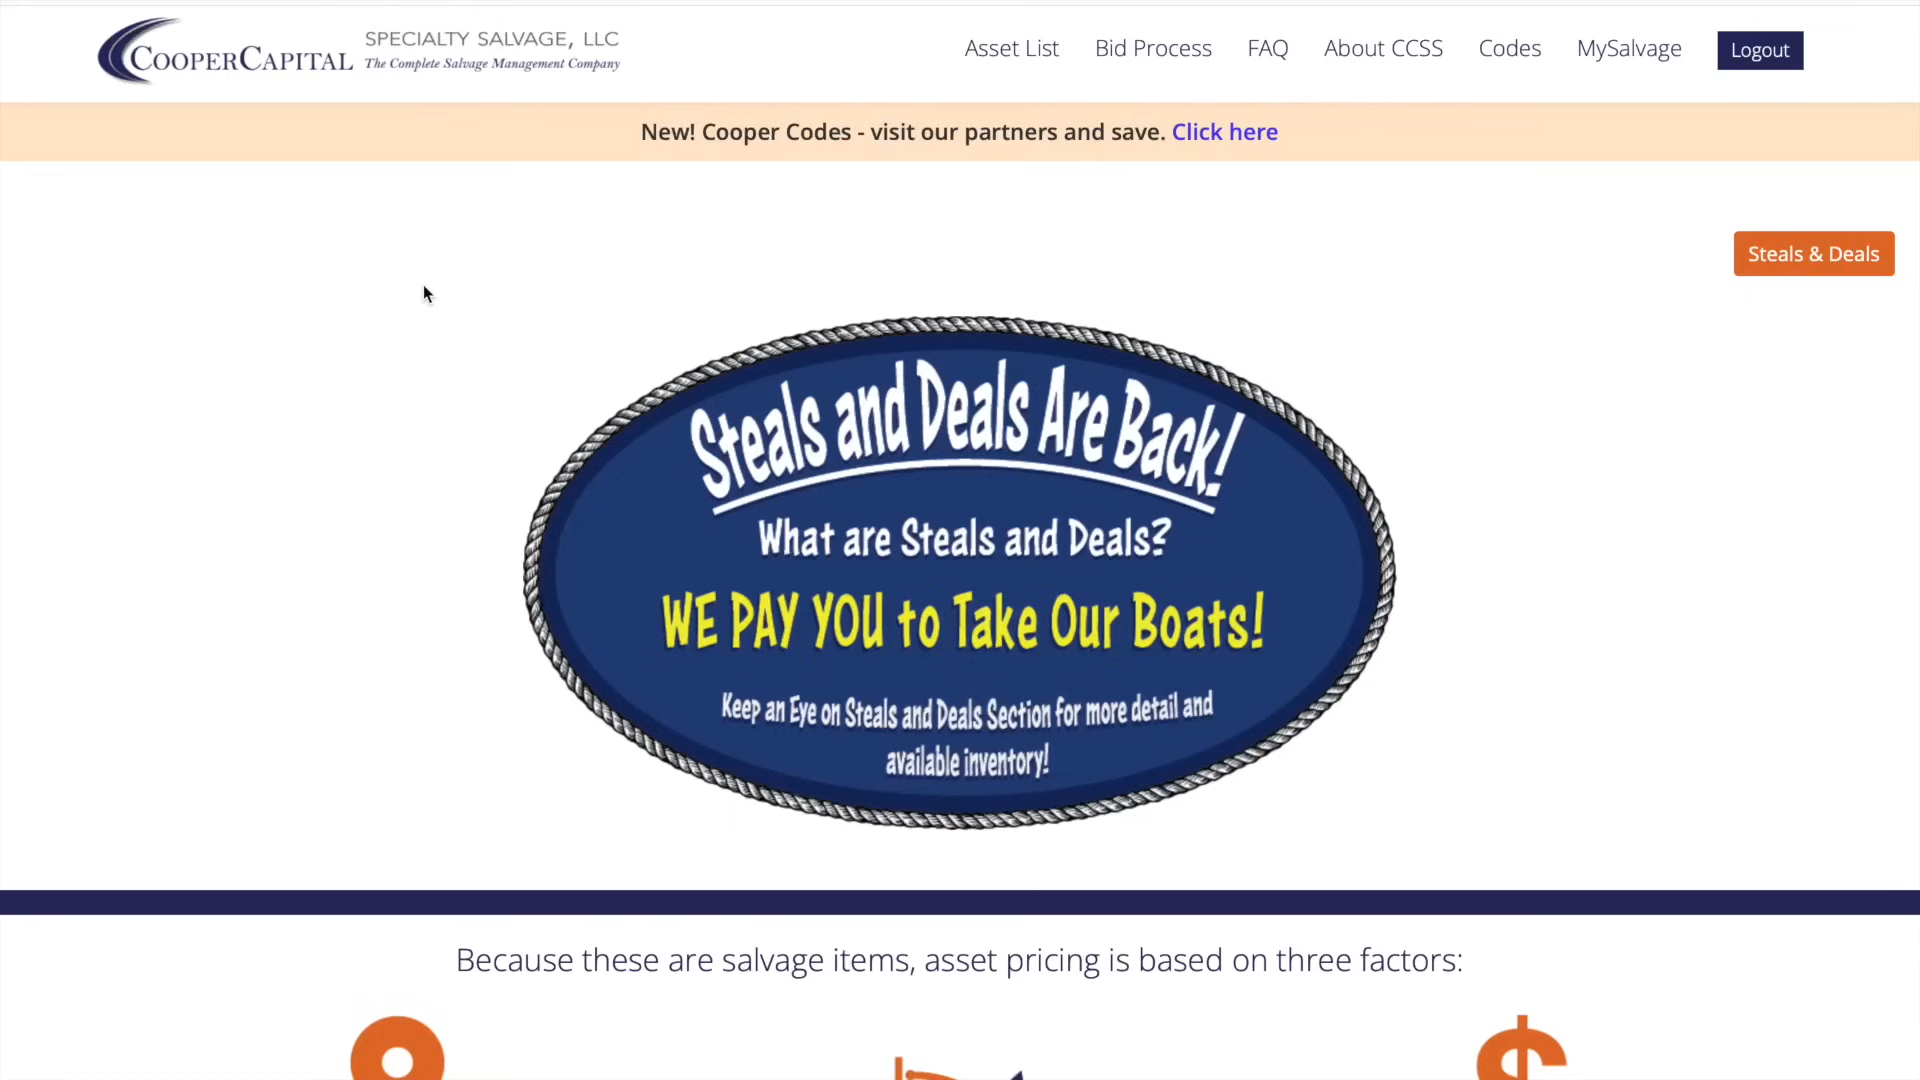 COOPERCAPITAL
SPECIALTY SALVAGE, LLC
The Complete Salvage Management Company
Asset List
Bid Process
FAQ
About CCSS
Codes
MySalvage
Logout
New! Cooper Codes - visit our partners and save. Click here
Steals & Deals
Steals and Deals Are Back!
What are Steals and Deals?
WE PAY YOU to Take Our Boats!
Keep an Eye on Steals and Deals Section for more detail and
available inventory!
Because these are salvage items, asset pricing is based on three factors:
$